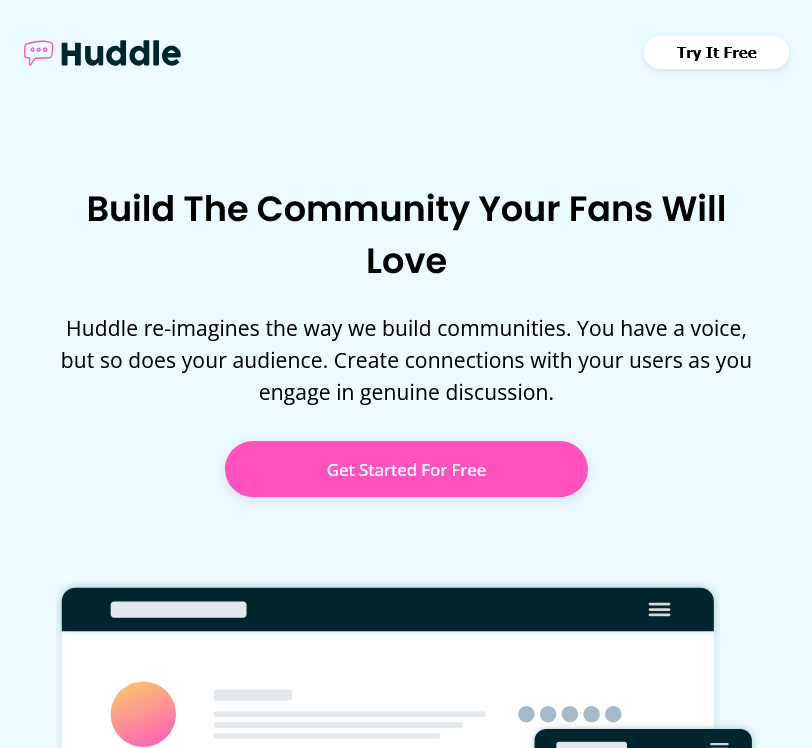 Huddle
Try It Free
Build The Community Your Fans Will
Love
Huddle re-imagines the way we build communities. You have a voice,
but so does your audience. Create connections with your users as you
engage in genuine discussion.
Get Started For Free